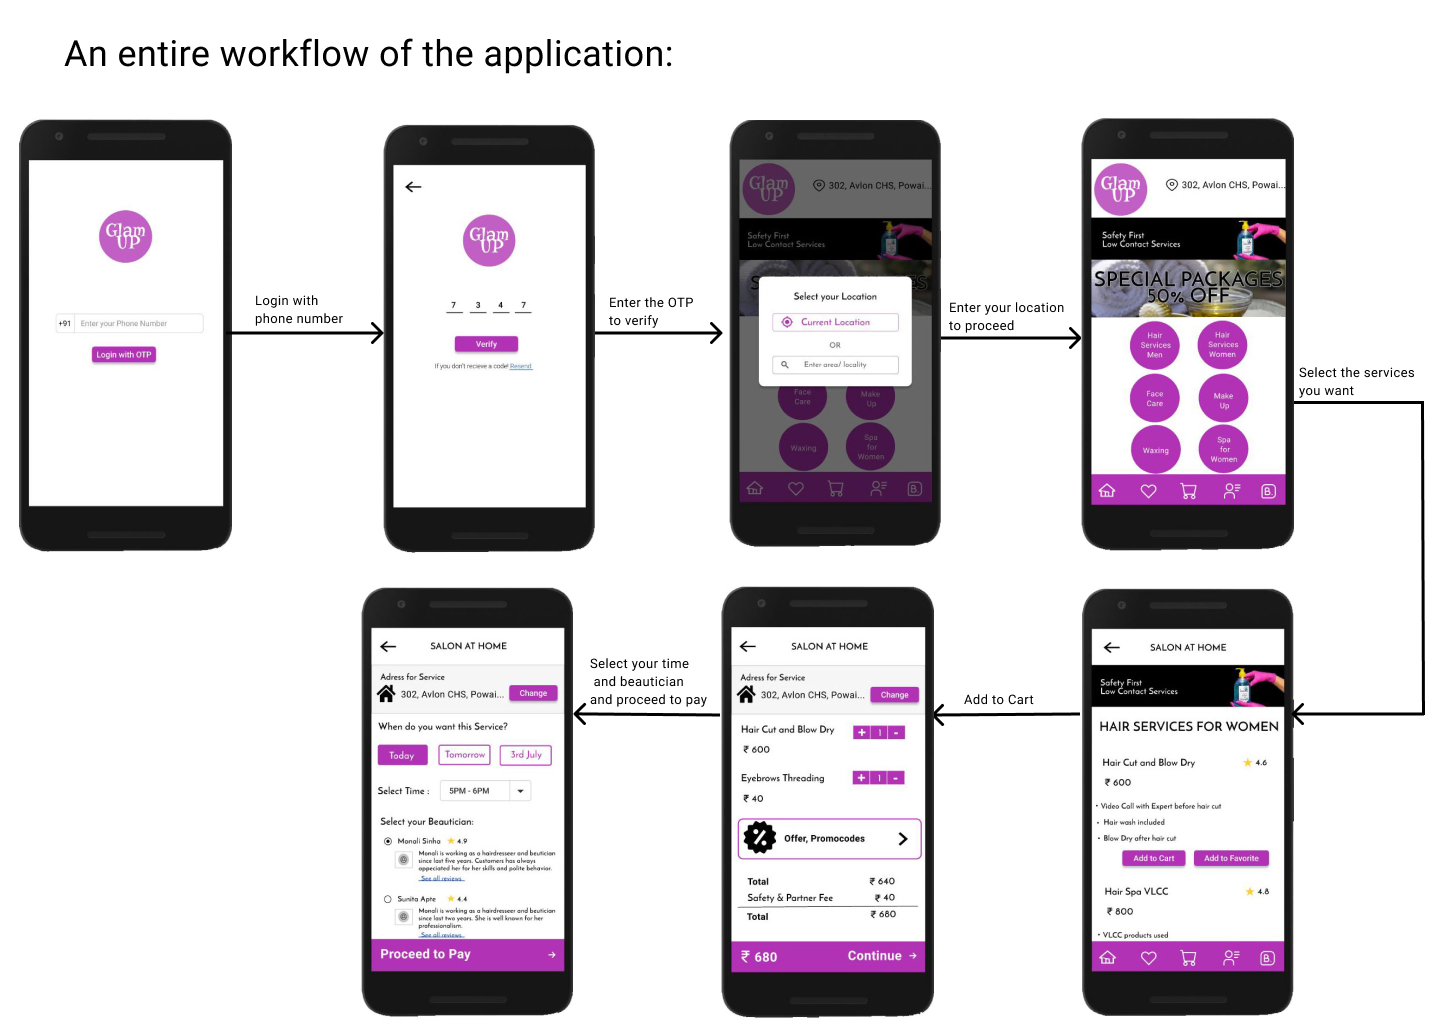 An entire workflow of the application:
Glam
UP
+91 Enter your Phone Number
Login with OTP
Login with
phone number
Glam
UP
7 3 4 7
Verify
If you don't recieve a code! Resend
Enter the OTP
to verify
Glam
UP
302, Avlon CHS, Powai...
Safety First
Low Contact Services
Select your Location
Current Location
OR
Enter area/ locality
Face
Care
Make
Up
Waxing
Spa
for
Women
B.
Enter your location
to proceed
Glam
UP
302, Avlon CHS, Powai...
Safety First
Low Contact Services
SPECIAL PACKAGES
50% OFF
Hair
Services
Men
Hair
Services
Women
Face
Care
Make
Up
Waxing
Spa
for
Women
B.
Select the services
you want
SALON AT HOME
Adress for Service
302, Avlon CHS, Powai...
Change
When do you want this Service?
Today
Tomorrow
3rd July
Select Time :
5PM - 6PM
Select your Beautician:
Monali Sinha 4.9
Monali is working as a hairdresseer and beutician
since last five years. Customers has always
appeciated her for her skills and polite behavior.
See all reviews
Sunita Apte 4.4
Monali is working as a hairdresseer and beutician
since last two years. She is well known for her
professionalism.
See all reviews
Proceed to Pay
Select your time
and beautician
and proceed to pay
SALON AT HOME
Adress for Service
302, Avlon CHS, Powai...
Change
Hair Cut and Blow Dry
+ 1 -
₹ 600
Eyebrows Threading
+ 1 -
₹ 40
% Offer, Promocodes
Total ₹ 640
Safety & Partner Fee ₹ 40
Total ₹ 680
₹ 680 Continue
Add to Cart
SALON AT HOME
Safety First
Low Contact Services
HAIR SERVICES FOR WOMEN
Hair Cut and Blow Dry 4.6
₹ 600
• Video Call with Expert before hair cut
• Hair wash included
• Blow Dry after hair cut
Add to Cart
Add to Favorite
Hair Spa VLCC 4.8
₹ 800
• VLCC products used
B.